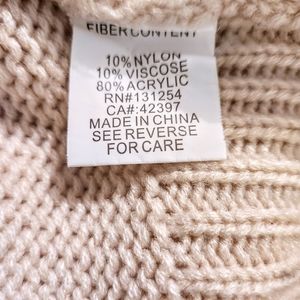 FIBER CONTENT
10% NYLON
10% VISCOSE
80% ACRYLIC
RN#131254
CA#:42397
MADE IN CHINA
SEE REVERSE
FOR CARE